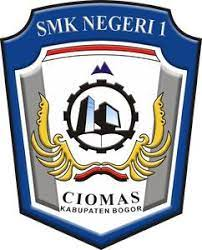 SMK NEGERI 1
CIOMAS
KABUPATEN BOGOR